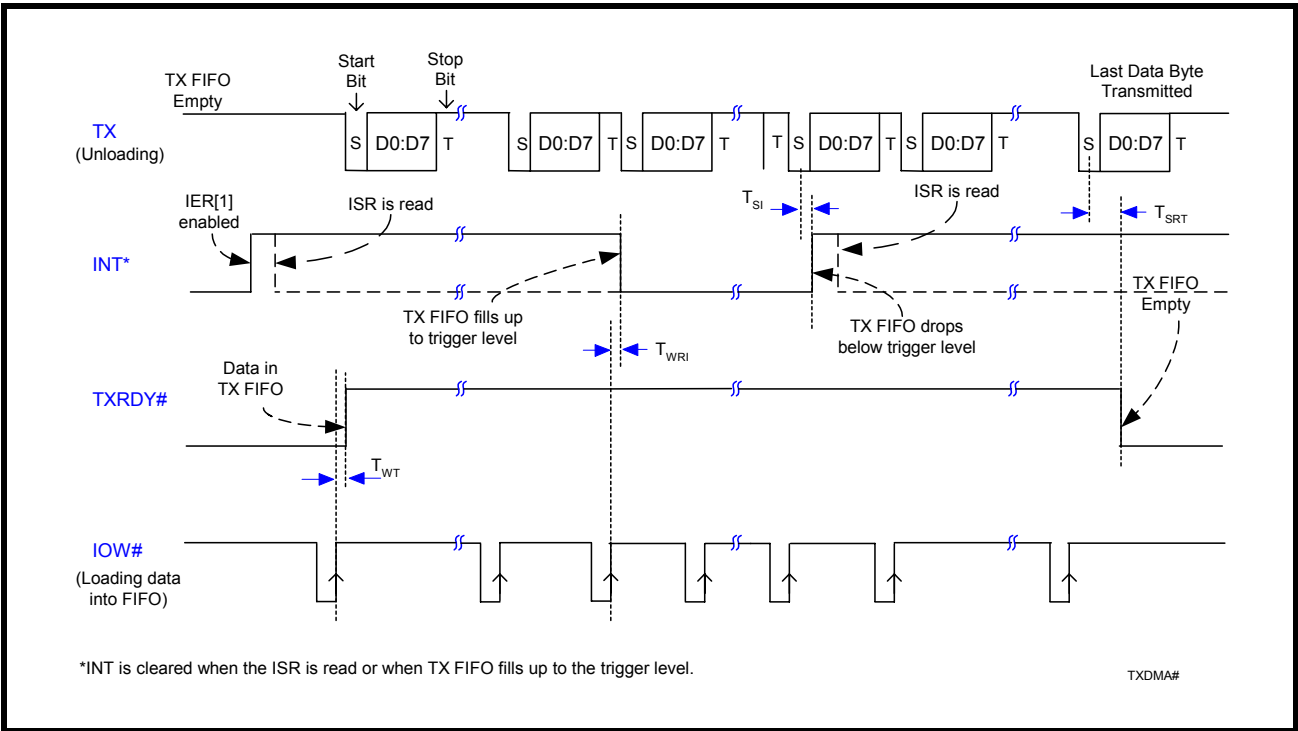 TX FIFO
Empty
Start
Bit
Stop
Bit
Last Data Byte
Transmitted
TX
(Unloading)
S D0:D7 T S D0:D7 T S D0:D7 T T S D0:D7 T S D0:D7 T S D0:D7 T
IER[1]
enabled
ISR is read
TSI
ISR is read
TSRT
INT*
TX FIFO fills up
to trigger level
TX FIFO drops
below trigger level
TX FIFO
Empty
TWRI
Data in
TX FIFO
TXRDY#
TWT
IOW#
(Loading data
into FIFO)
*INT is cleared when the ISR is read or when TX FIFO fills up to the trigger level.
TXDMA#